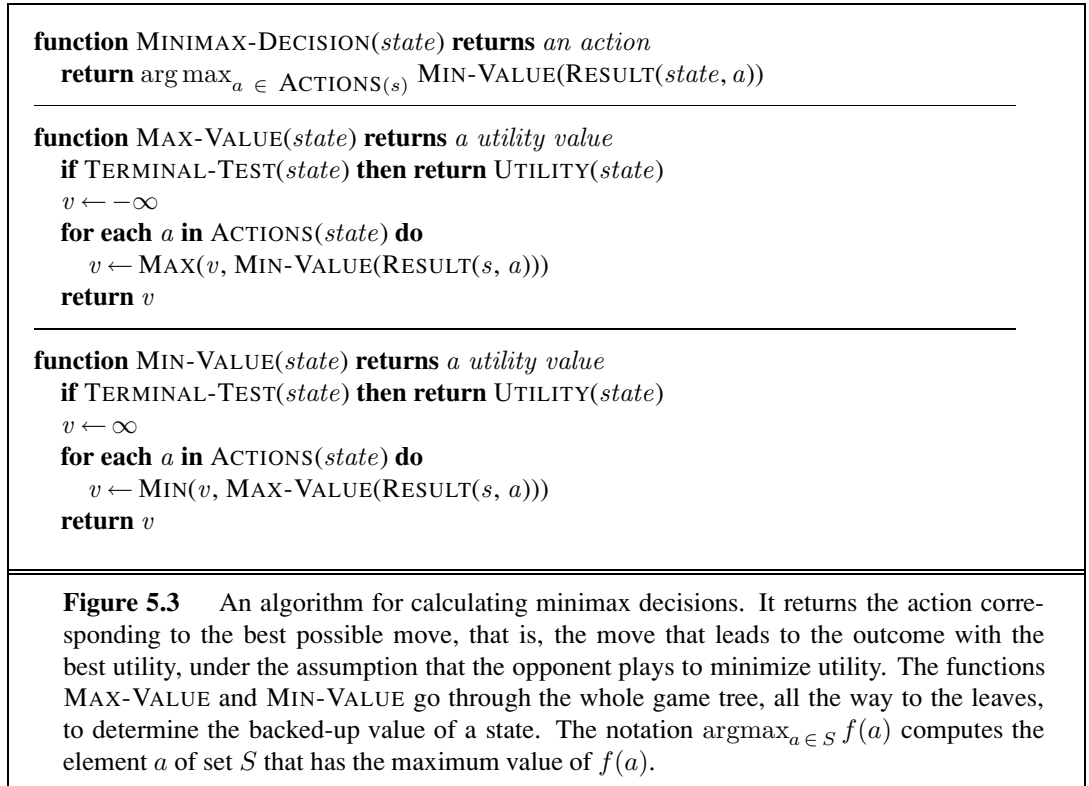 function MINIMAX-DECISION(state) returns an action
return arg max a ∈ ACTIONS(s) MIN-VALUE(RESULT(state, a))
function MAX-VALUE(state) returns a utility value
if TERMINAL-TEST(state) then return UTILITY(state)
v ← −∞
for each a in ACTIONS(state) do
v ← MAX(v, MIN-VALUE(RESULT(s, a)))
return v
function MIN-VALUE(state) returns a utility value
if TERMINAL-TEST(state) then return UTILITY(state)
v ← ∞
for each a in ACTIONS(state) do
v ← MIN(v, MAX-VALUE(RESULT(s, a)))
return v
Figure 5.3 An algorithm for calculating minimax decisions. It returns the action corre-
sponding to the best possible move, that is, the move that leads to the outcome with the
best utility, under the assumption that the opponent plays to minimize utility. The functions
MAX-VALUE and MIN-VALUE go through the whole game tree, all the way to the leaves,
to determine the backed-up value of a state. The notation argmax a ∈ S f(a) computes the
element a of set S that has the maximum value of f(a).